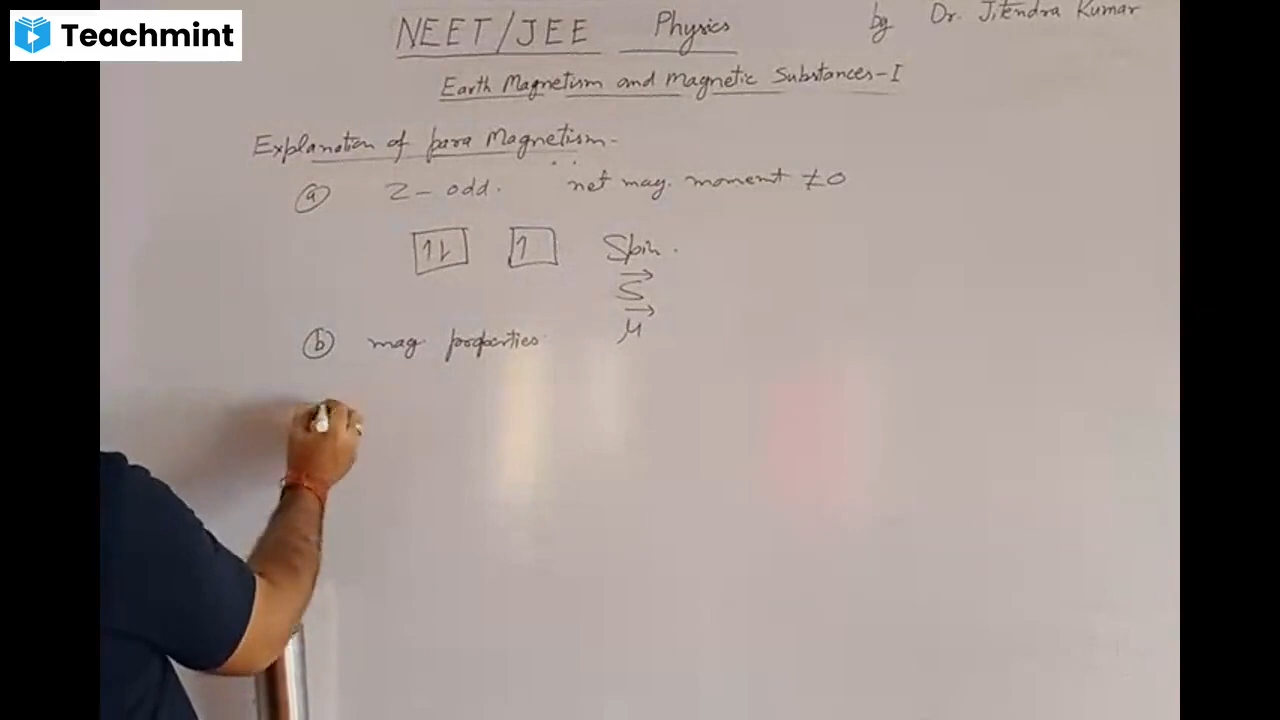 Teachmint
NEET/JEE Physics by Dr. Jitendra Kumar
Earth Magnetism and Magnetic Substances-I
Explanation of para Magnetism-
(a) Z- odd. ∵ net mag. moment ≠0
↑↓ ↑ Spin.
S→
μ→
(b) mag. properties.